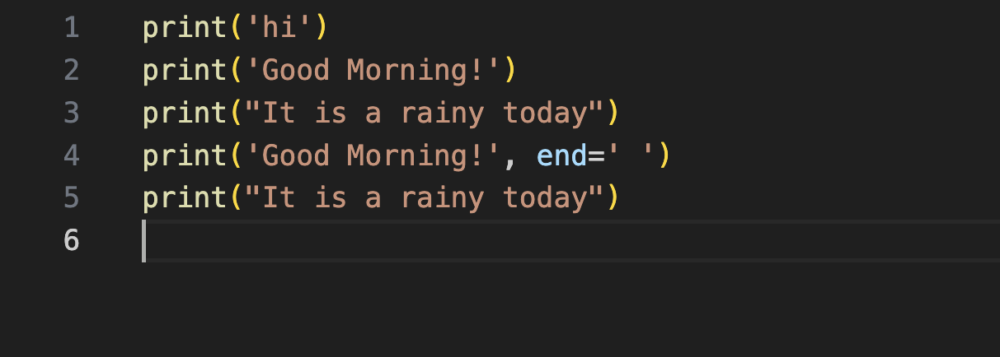 1 print('hi')
2 print('Good Morning!')
3 print("It is a rainy today")
4 print('Good Morning!', end=' ')
5 print("It is a rainy today")
6